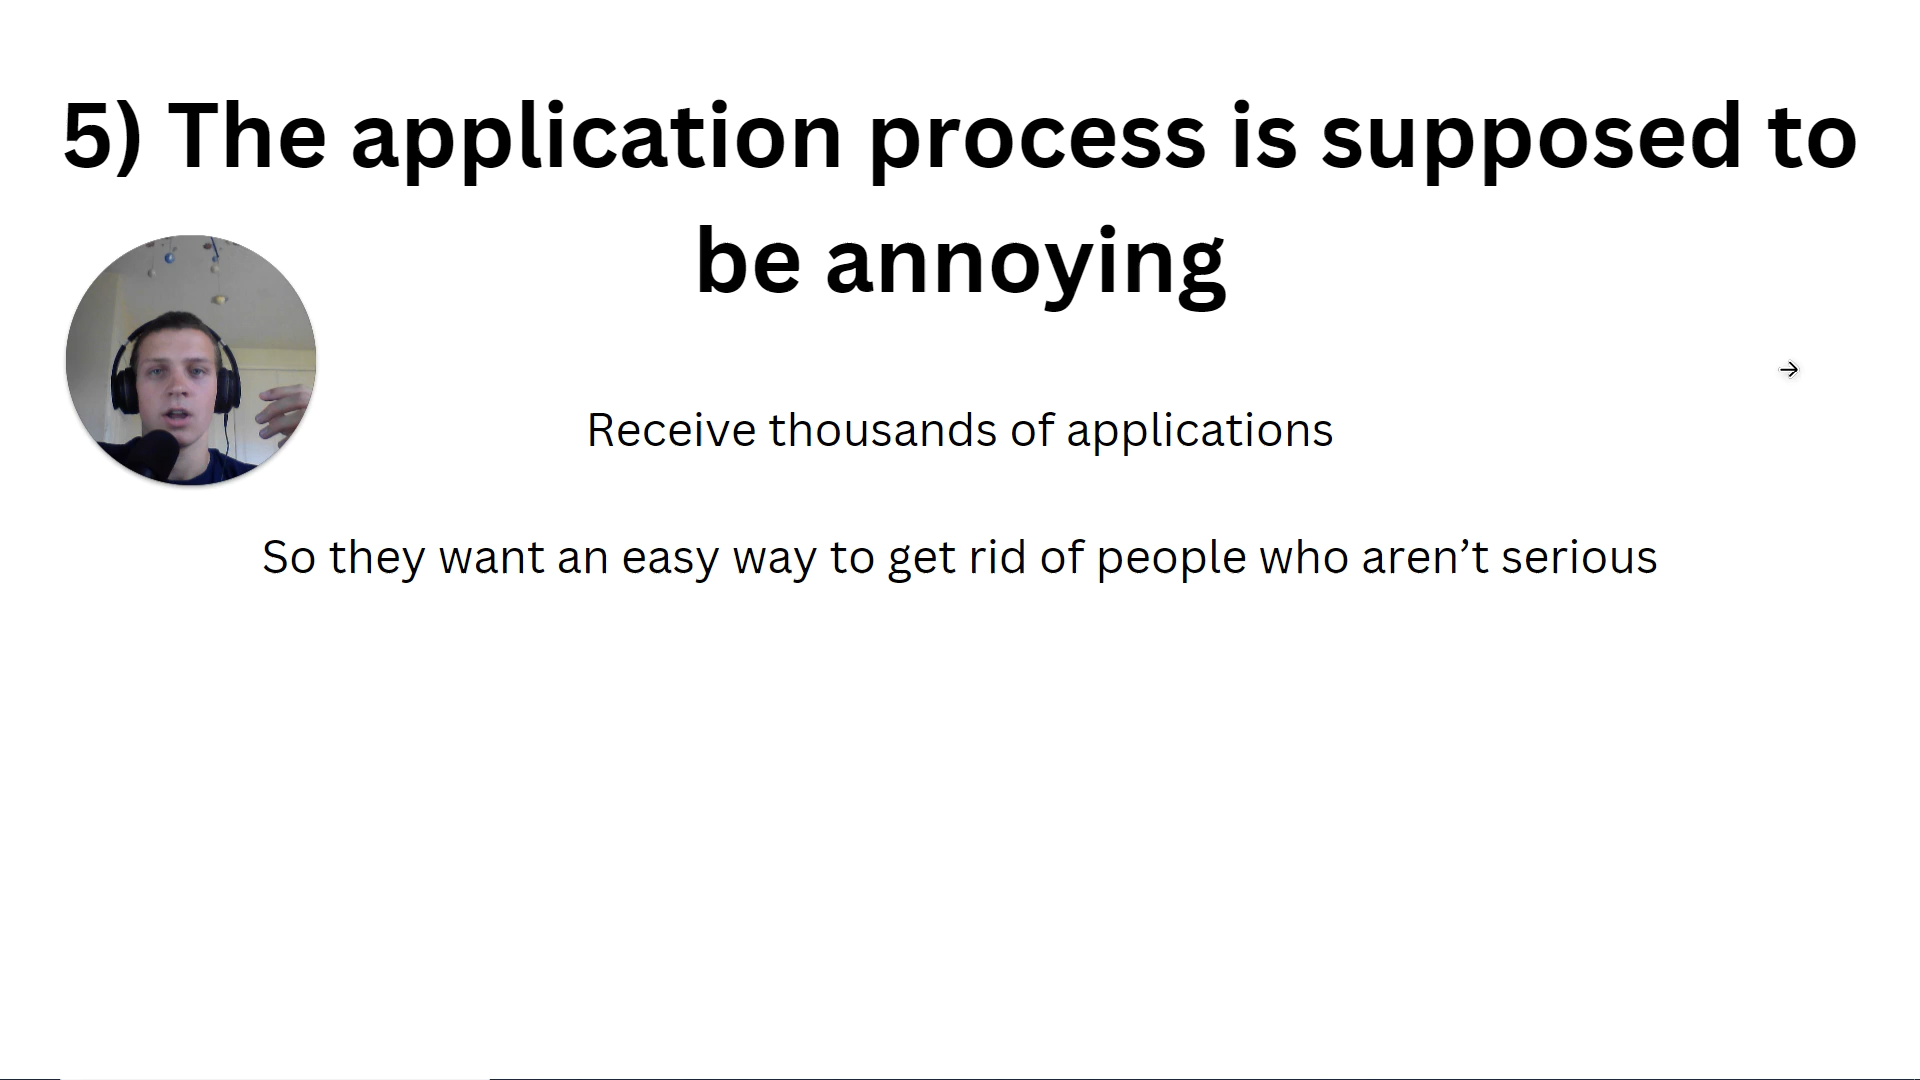 5) The application process is supposed to
be annoying
Receive thousands of applications
So they want an easy way to get rid of people who aren’t serious